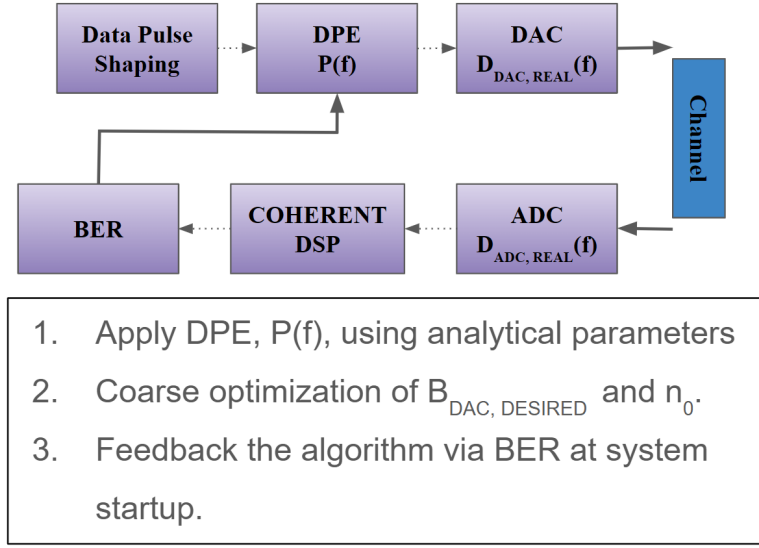 Data Pulse
Shaping
DPE
P(f)
DAC
D_DAC, REAL(f)
Channel
BER
COHERENT
DSP
ADC
D_ADC, REAL(f)
1. Apply DPE, P(f), using analytical parameters
2. Coarse optimization of B_DAC, DESIRED and n_0.
3. Feedback the algorithm via BER at system
startup.